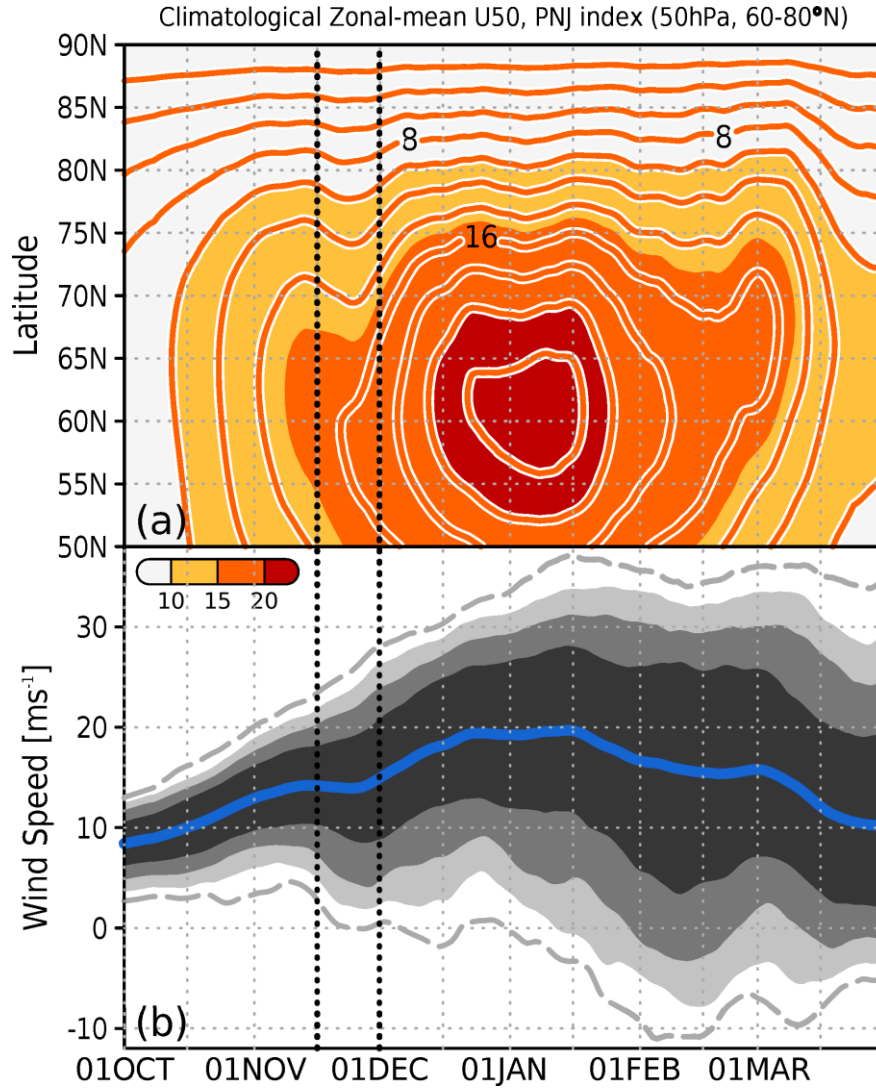 Climatological Zonal-mean U50, PNJ index (50hPa, 60-80°N)
90N
85N
80N
75N
70N
65N
60N
55N
50N
Latitude
8
8
16
(a)
10 15 20
30
20
10
0
-10
Wind Speed [ms⁻¹]
(b)
01OCT 01NOV 01DEC 01JAN 01FEB 01MAR